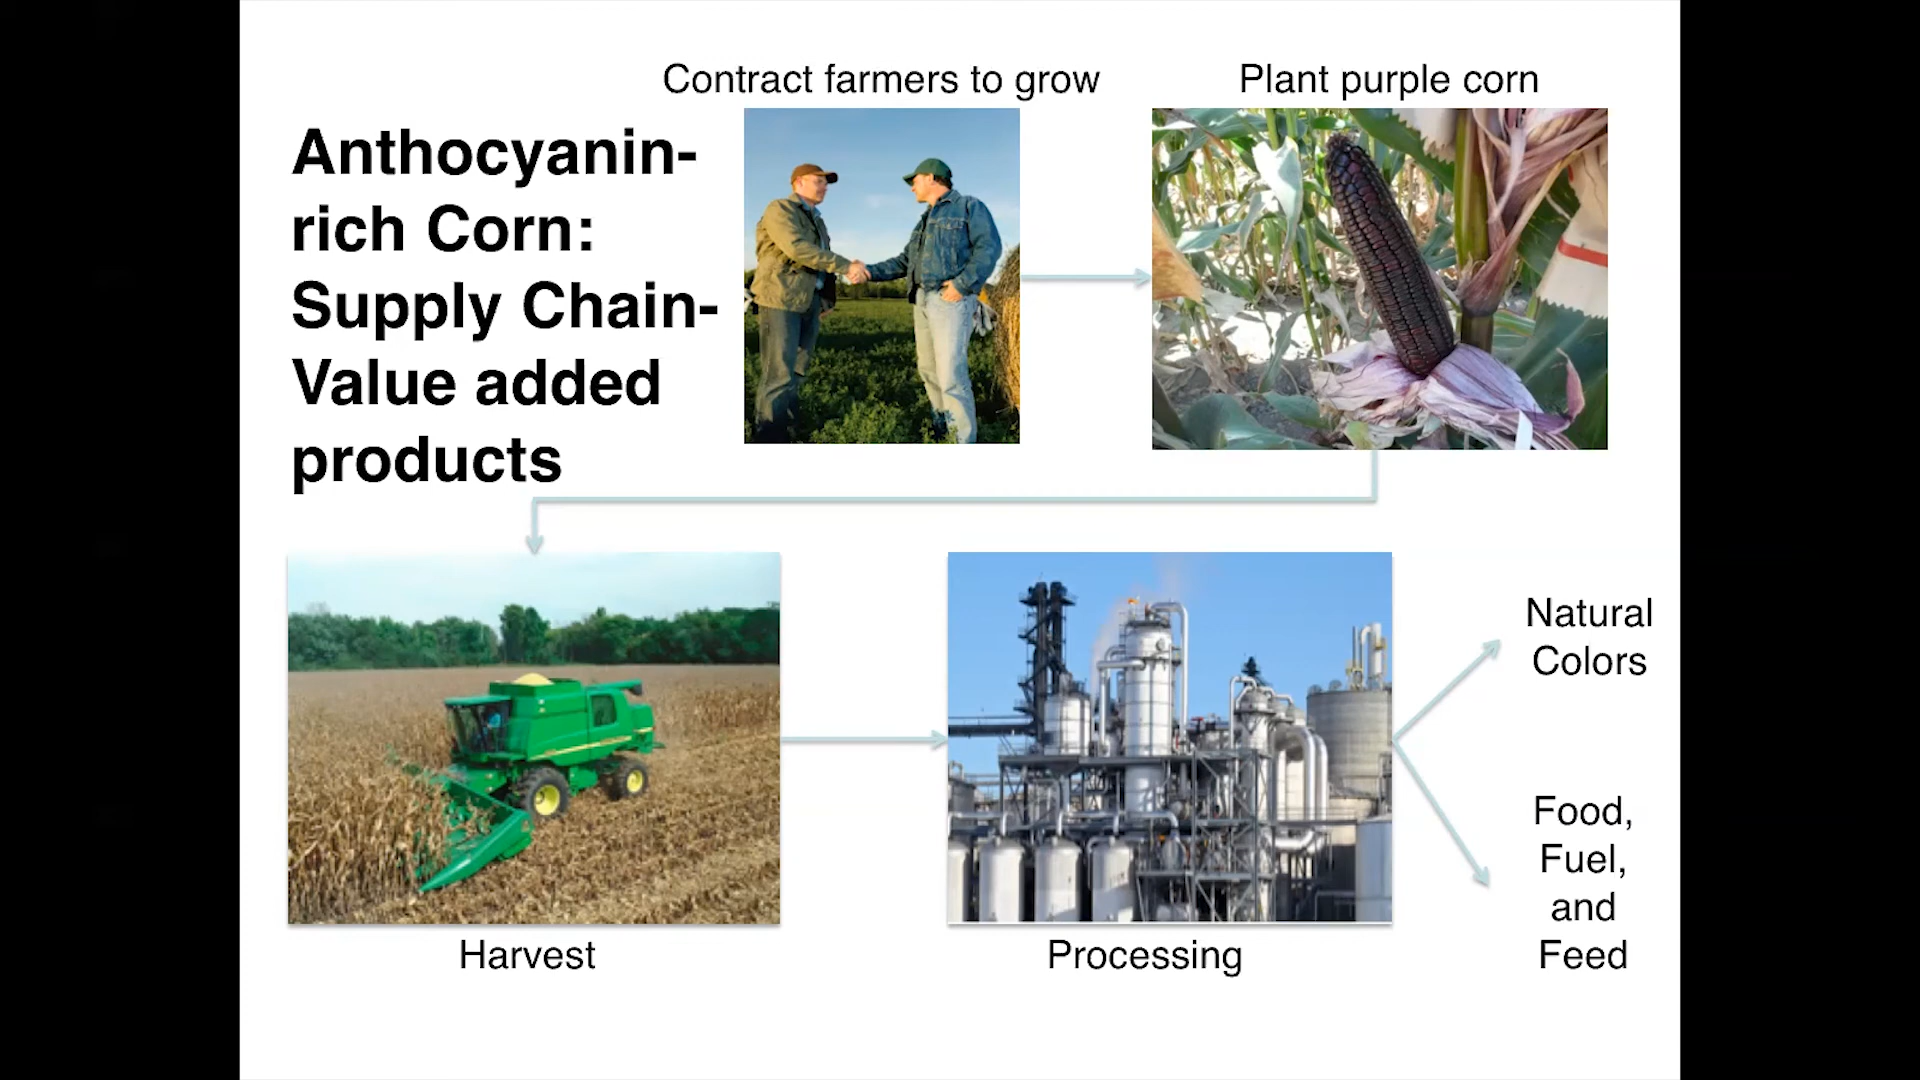 Anthocyanin-
rich Corn:
Supply Chain-
Value added
products
Contract farmers to grow
Plant purple corn
Harvest
Processing
Natural
Colors
Food,
Fuel,
and
Feed